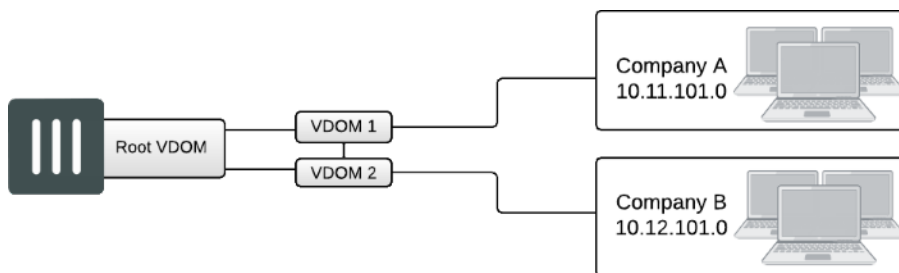 Root VDOM
VDOM 1
VDOM 2
Company A
10.11.101.0
Company B
10.12.101.0